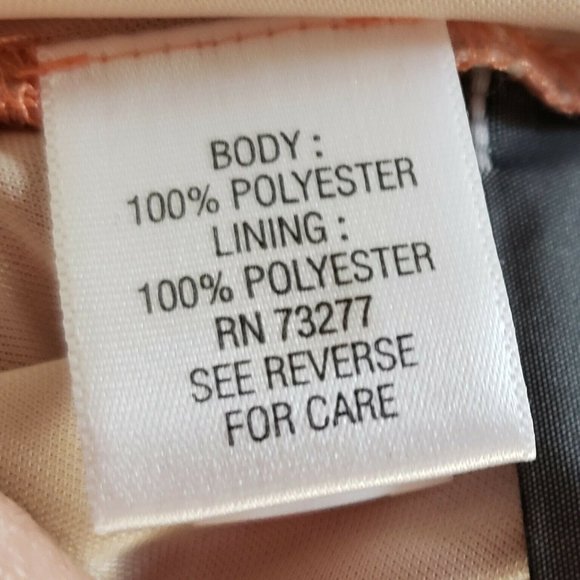 BODY :
100% POLYESTER
LINING :
100% POLYESTER
RN 73277
SEE REVERSE
FOR CARE